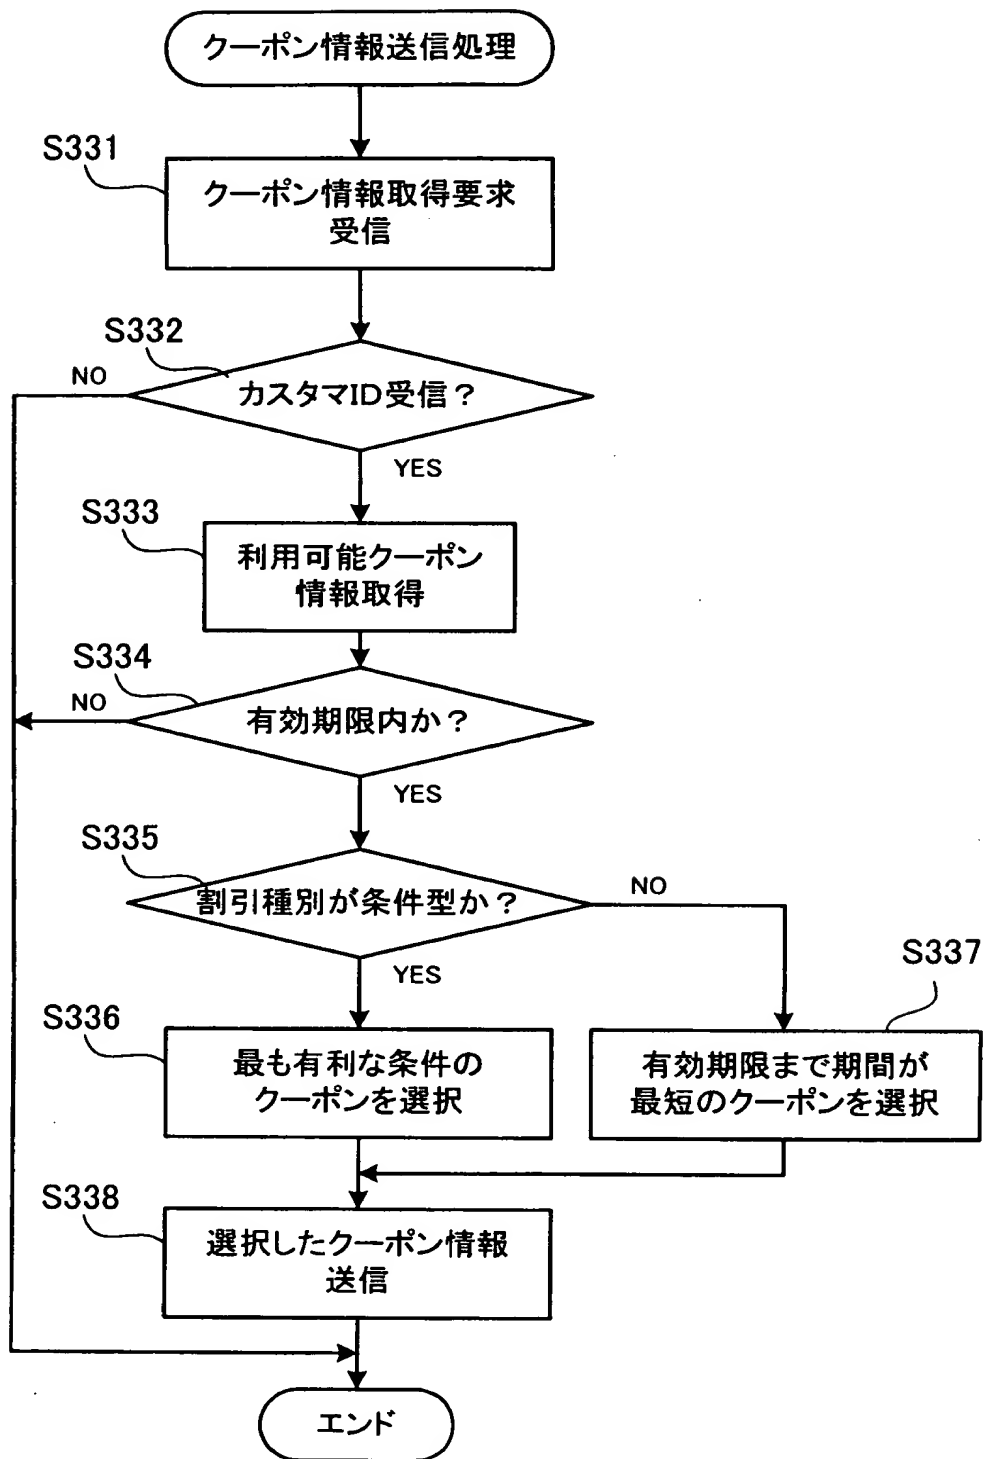 クーポン情報送信処理
S331
クーポン情報取得要求
受信
S332
NO
カスタマID受信？
YES
S333
利用可能クーポン
情報取得
S334
NO
有効期限内か？
YES
S335
割引種別が条件型か？
NO
YES
S337
S336
最も有利な条件の
クーポンを選択
有効期限まで期間が
最短のクーポンを選択
S338
選択したクーポン情報
送信
エンド